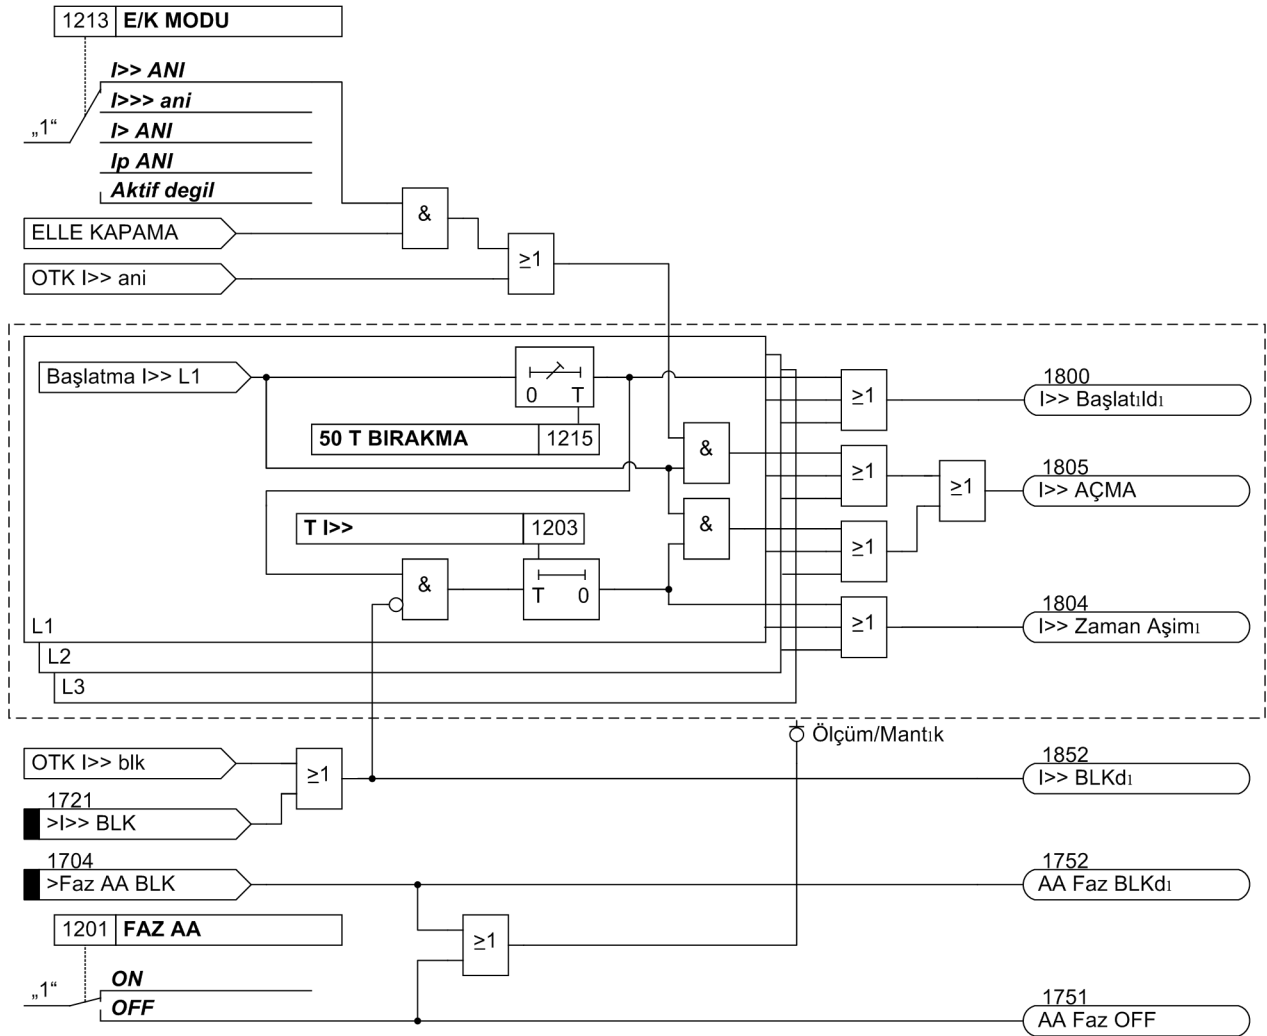 1213 E/K MODU
I>> ANI
I>>> ani
„1“
I> ANI
Ip ANI
Aktif degil
&
ELLE KAPAMA
≥1
OTK I>> ani
Başlatma I>> L1
0 T
50 T BIRAKMA 1215
≥1
1800
I>> Başlatıldı
&
≥1
≥1
1805
I>> AÇMA
T I>> 1203
&
≥1
&
T 0
≥1
1804
I>> Zaman Aşimı
L1
L2
L3
Ölçüm/Mantık
OTK I>> blk
≥1
1852
I>> BLKdı
1721
>I>> BLK
1704
>Faz AA BLK
1752
AA Faz BLKdı
1201 FAZ AA
≥1
„1“
ON
OFF
1751
AA Faz OFF